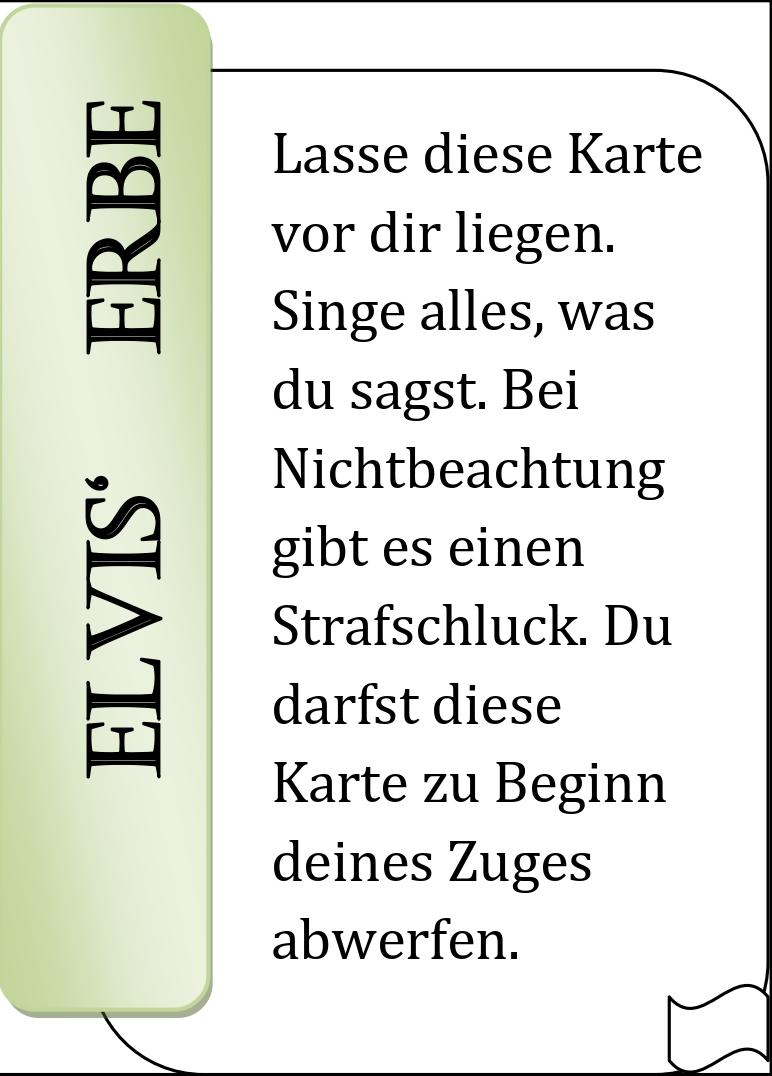 ELVIS‘ ERBE
Lasse diese Karte
vor dir liegen.
Singe alles, was
du sagst. Bei
Nichtbeachtung
gibt es einen
Strafschluck. Du
darfst diese
Karte zu Beginn
deines Zuges
abwerfen.